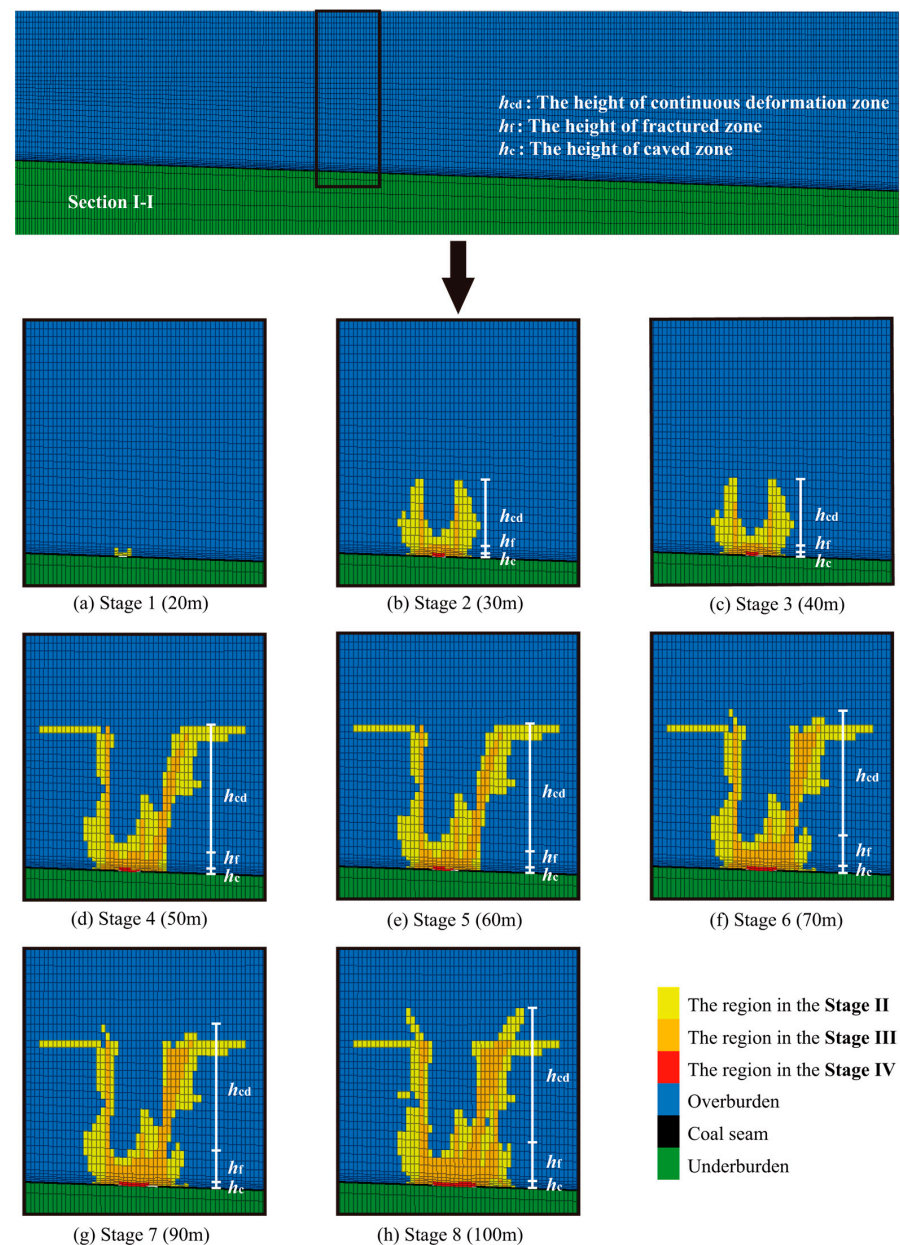 hcd : The height of continuous deformation zone
hf : The height of fractured zone
hc : The height of caved zone
Section I-I
hcd
hf
hc
hcd
hf
hc
(a) Stage 1 (20m)
(b) Stage 2 (30m)
(c) Stage 3 (40m)
hcd
hf
hc
hcd
hf
hc
hcd
hf
hc
(d) Stage 4 (50m)
(e) Stage 5 (60m)
(f) Stage 6 (70m)
hcd
hf
hc
hcd
hf
hc
The region in the Stage II
The region in the Stage III
The region in the Stage IV
Overburden
Coal seam
Underburden
(g) Stage 7 (90m)
(h) Stage 8 (100m)